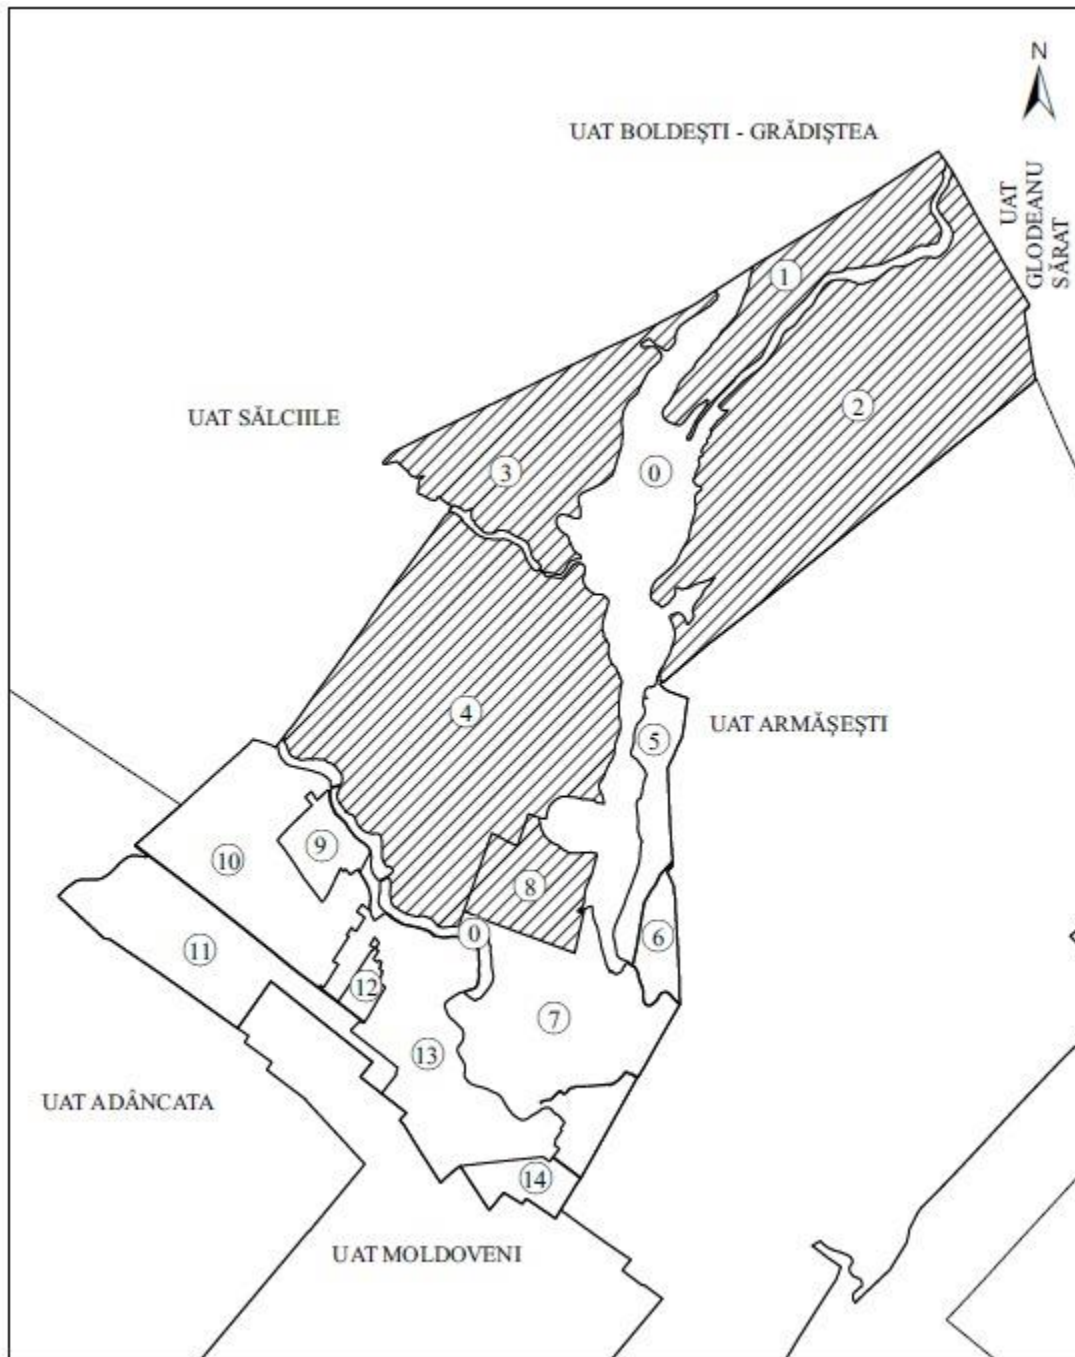 N
UAT BOLDEȘTI - GRĂDIȘTEA
UAT
GLODEANU
SĂRAT
1
2
UAT SĂLCIILE
3
0
4
UAT ARMĂȘEȘTI
5
9
10
8
0
6
11
12
7
13
UAT ADÂNCATA
14
UAT MOLDOVENI